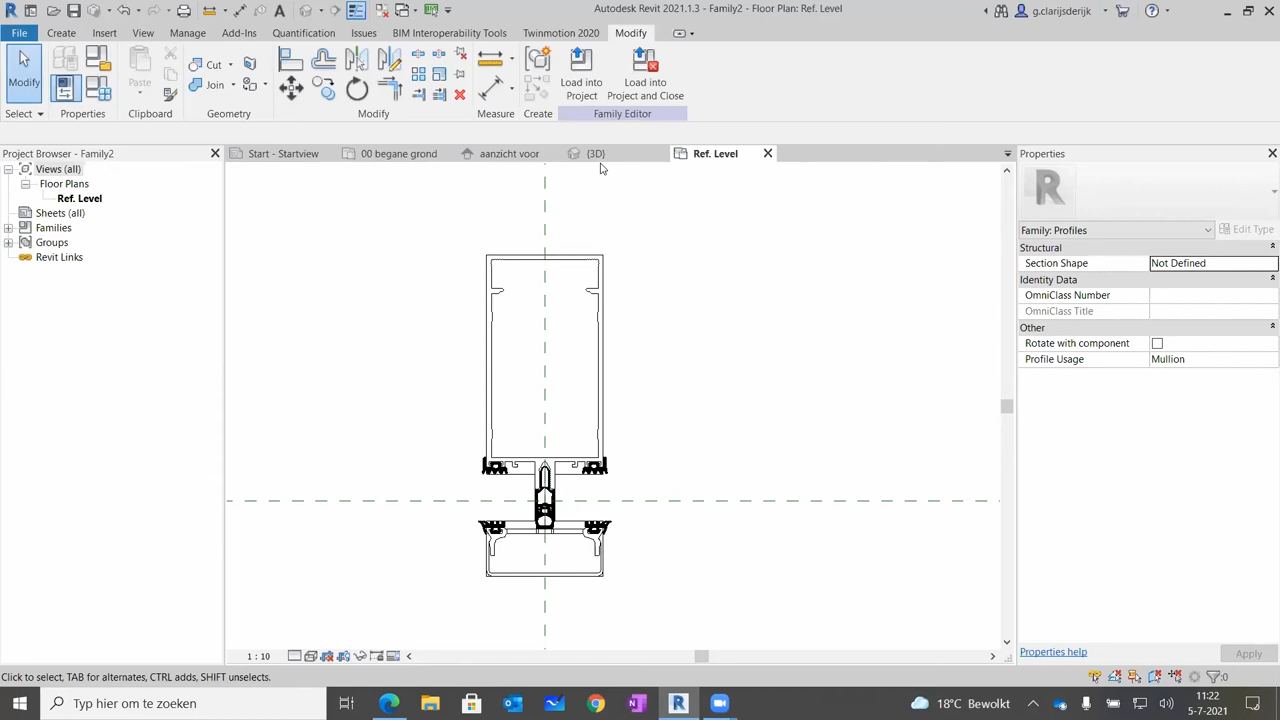 Autodesk Revit 2021.1.3 - Family2 - Floor Plan: Ref. Level
g.clarijsderijk
File Create Insert View Manage Add-Ins Quantification Issues BIM Interoperability Tools Twinmotion 2020 Modify
Modify
Paste
Cut
Join
Load into
Project
Load into
Project and Close
Select Properties Clipboard Geometry Modify Measure Create Family Editor
Project Browser - Family2
Start - Startview
00 begane grond
aanzicht voor
{3D}
Ref. Level
Properties
Views (all)
Floor Plans
Ref. Level
Sheets (all)
Families
Groups
Revit Links
R
Family: Profiles
Edit Type
Structural
Section Shape Not Defined
Identity Data
OmniClass Number
OmniClass Title
Other
Rotate with component
Profile Usage Mullion
Properties help
Apply
1 : 10
Click to select, TAB for alternates, CTRL adds, SHIFT unselects.
:0
Typ hier om te zoeken
18°C Bewolkt
11:22
5-7-2021